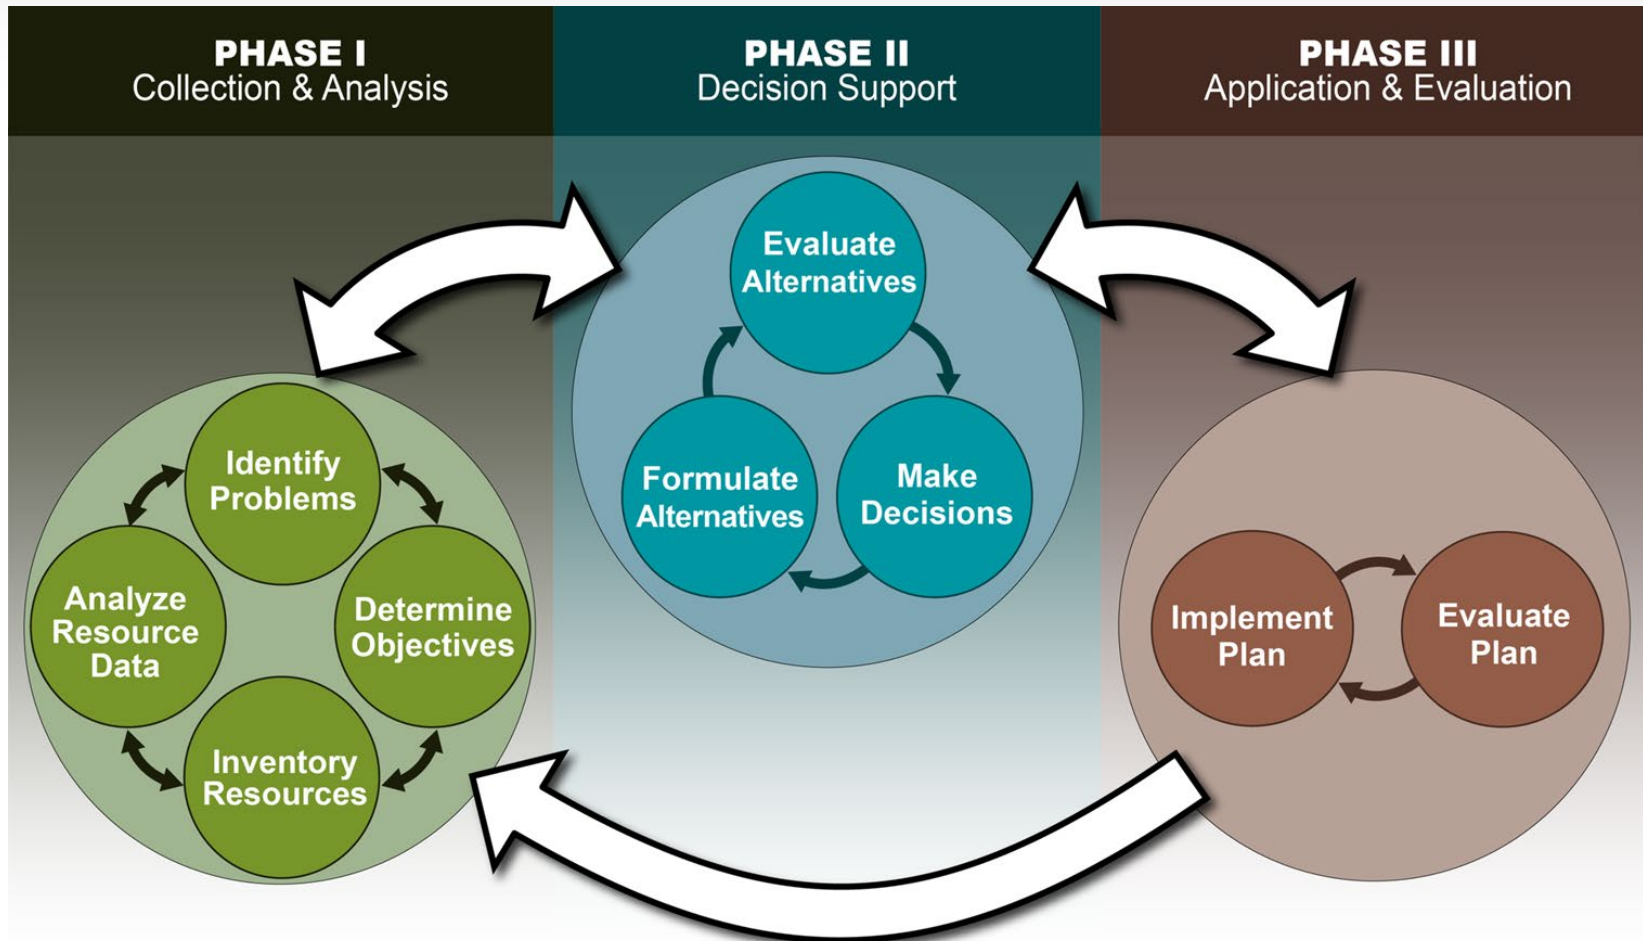 PHASE I
Collection & Analysis
PHASE II
Decision Support
PHASE III
Application & Evaluation
Identify
Problems
Analyze
Resource
Data
Determine
Objectives
Inventory
Resources
Evaluate
Alternatives
Formulate
Alternatives
Make
Decisions
Implement
Plan
Evaluate
Plan